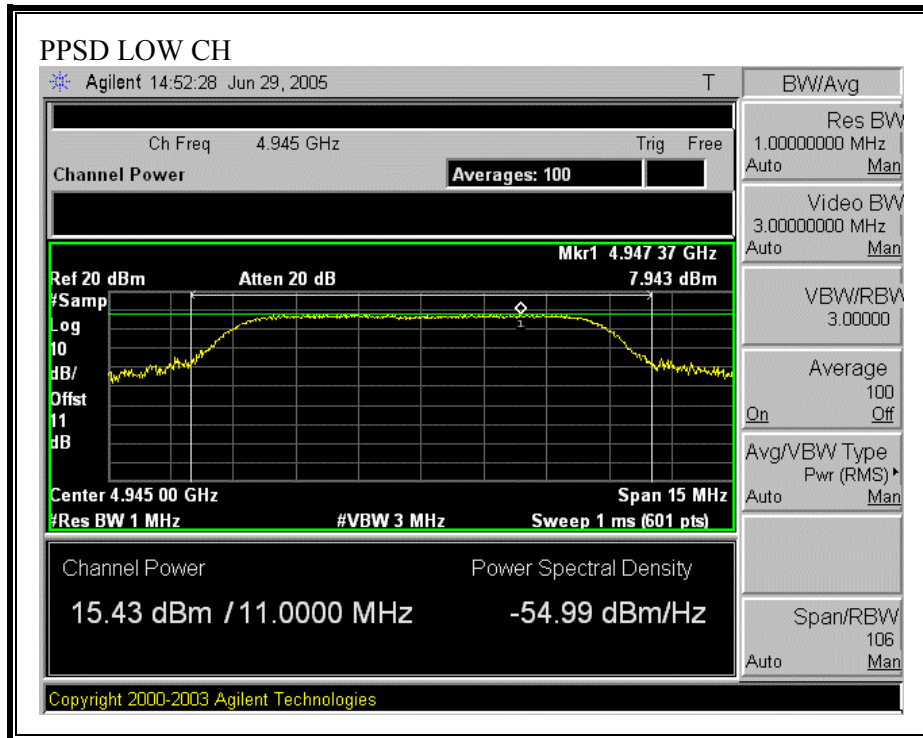 PPSD LOW CH
Agilent 14:52:28 Jun 29, 2005 T
Ch Freq 4.945 GHz Trig Free
Channel Power Averages: 100
Mkr1 4.947 37 GHz
Ref 20 dBm Atten 20 dB 7.943 dBm
#Samp
Log
10
dB/
Offst
11
dB
1
Center 4.945 00 GHz Span 15 MHz
#Res BW 1 MHz #VBW 3 MHz Sweep 1 ms (601 pts)
Channel Power Power Spectral Density
15.43 dBm / 11.0000 MHz -54.99 dBm/Hz
Copyright 2000-2003 Agilent Technologies
BW/Avg
Res BW
1.00000000 MHz
Auto Man
Video BW
3.00000000 MHz
Auto Man
VBW/RBW
3.00000
Average
100
On Off
Avg/VBW Type
Pwr (RMS)
Auto Man
Span/RBW
106
Auto Man